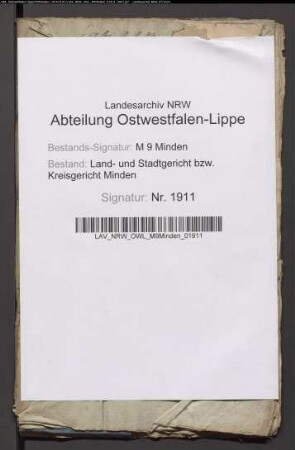 Landesarchiv NRW
Abteilung Ostwestfalen-Lippe
Bestands-Signatur: M 9 Minden
Bestand: Land- und Stadtgericht bzw.
Kreisgericht Minden
Signatur: Nr. 1911
LAV_NRW_OWL_M9Minden_01911